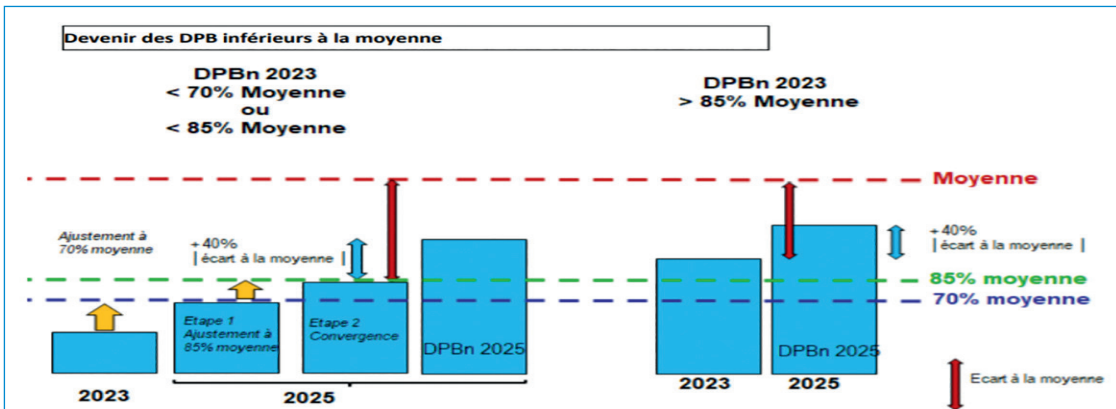 Devenir des DPB inférieurs à la moyenne
DPBn 2023
< 70% Moyenne
ou
< 85% Moyenne
DPBn 2023
> 85% Moyenne
Moyenne
Ajustement à
70% moyenne
+ 40%
| écart à la moyenne |
+ 40%
| écart à la moyenne |
85% moyenne
70% moyenne
Etape 1
Ajustement à
85% moyenne
Etape 2
Convergence
DPBn 2025
DPBn 2025
2023
2025
2023
2025
Ecart à la moyenne